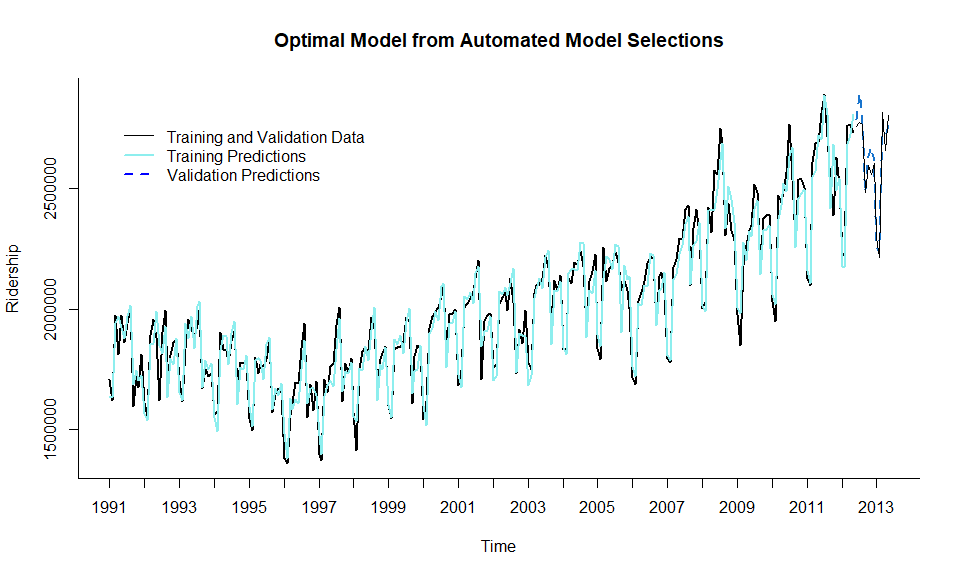 Optimal Model from Automated Model Selections
Training and Validation Data
Training Predictions
Validation Predictions
Ridership
2500000
2000000
1500000
1991 1993 1995 1997 1999 2001 2003 2005 2007 2009 2011 2013
Time